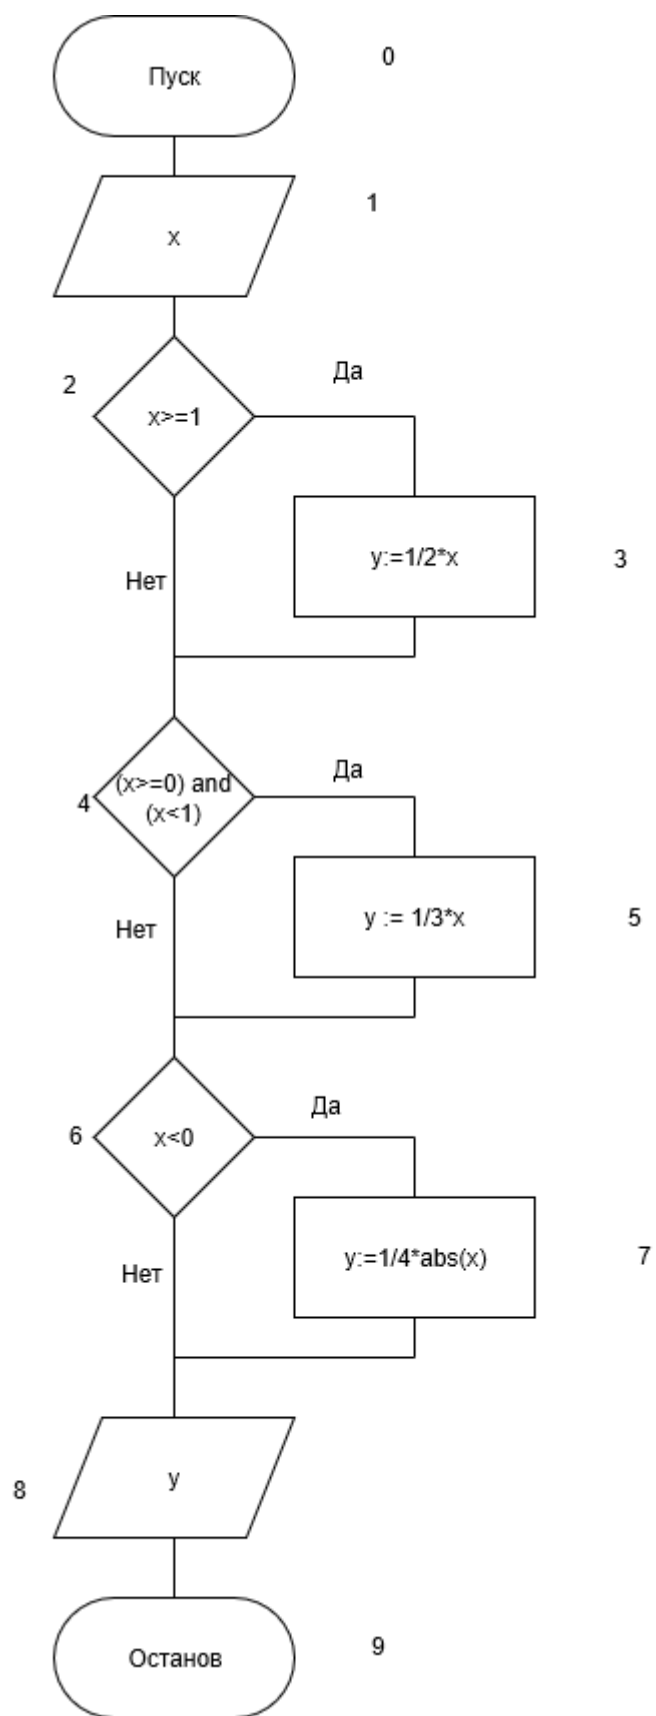 Пуск
0
x
1
2
x>=1
Да
y:=1/2*x
3
Нет
4
(x>=0) and
(x<1)
Да
y := 1/3*x
5
Нет
6
x<0
Да
y:=1/4*abs(x)
7
Нет
8
y
Останов
9